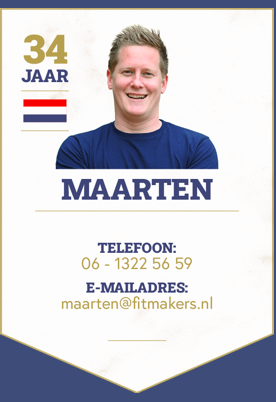 34
JAAR
MAARTEN
TELEFOON:
06 - 1322 56 59
E-MAILADRES:
maarten@fitmakers.nl